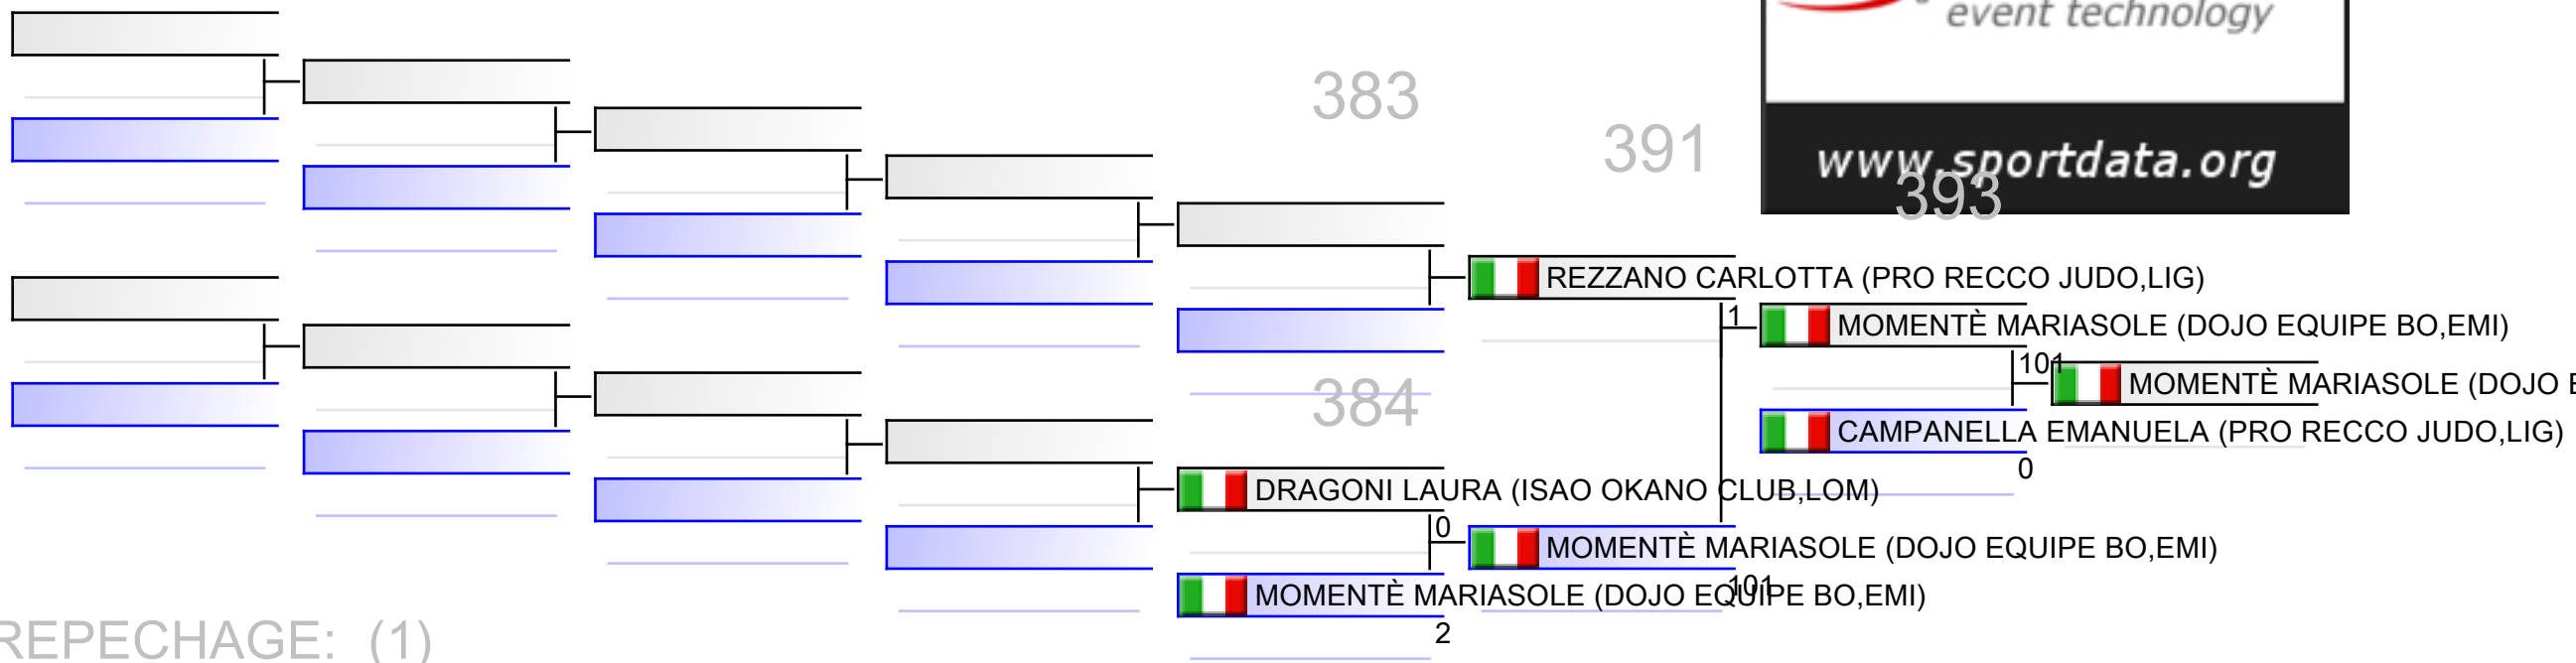 event technology
383
391
www.sportdata.org
393
REZZANO CARLOTTA (PRO RECCO JUDO,LIG)
1
MOMENTÈ MARIASOLE (DOJO EQUIPE BO,EMI)
101
MOMENTÈ MARIASOLE (DOJO E
384
CAMPANELLA EMANUELA (PRO RECCO JUDO,LIG)
0
DRAGONI LAURA (ISAO OKANO CLUB,LOM)
0
MOMENTÈ MARIASOLE (DOJO EQUIPE BO,EMI)
101
MOMENTÈ MARIASOLE (DOJO EQUIPE BO,EMI)
2
REPECHAGE: (1)